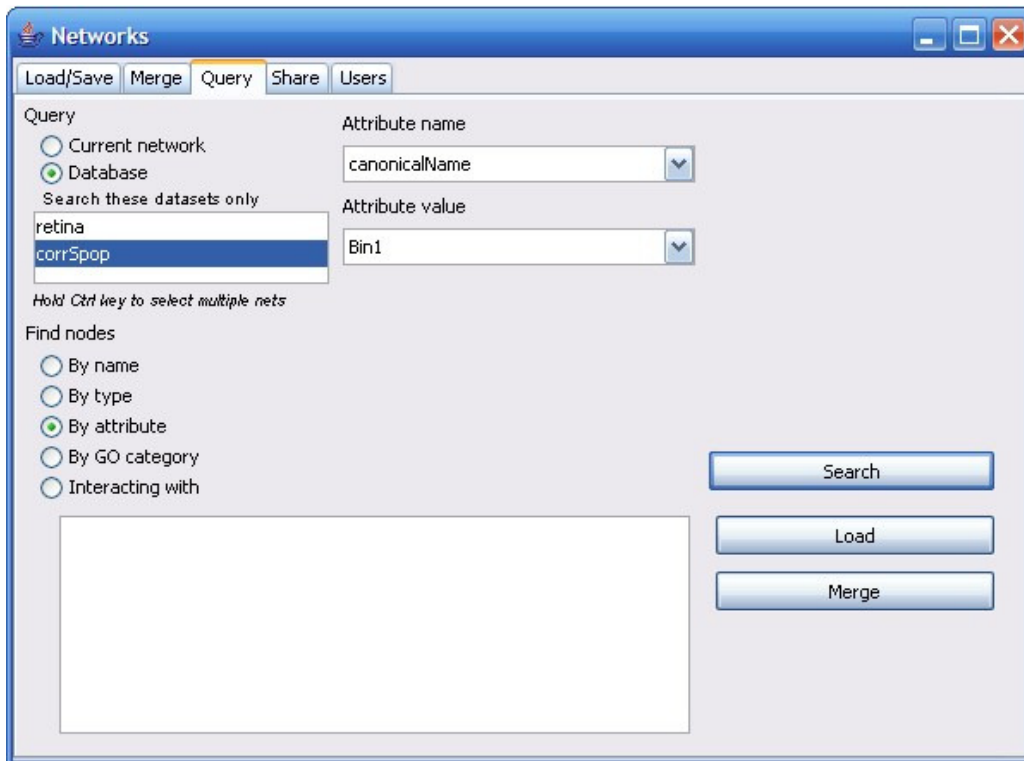 Networks
Load/Save Merge Query Share Users
Query
Current network
Database
Search these datasets only
retina
corrSpop
Hold Ctrl key to select multiple nets
Attribute name
canonicalName
Attribute value
Bin1
Find nodes
By name
By type
By attribute
By GO category
Interacting with
Search
Load
Merge